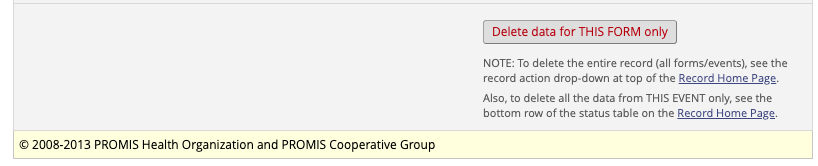 Delete data for THIS FORM only
NOTE: To delete the entire record (all forms/events), see the
record action drop-down at top of the Record Home Page.
Also, to delete all the data from THIS EVENT only, see the
bottom row of the status table on the Record Home Page.
© 2008-2013 PROMIS Health Organization and PROMIS Cooperative Group